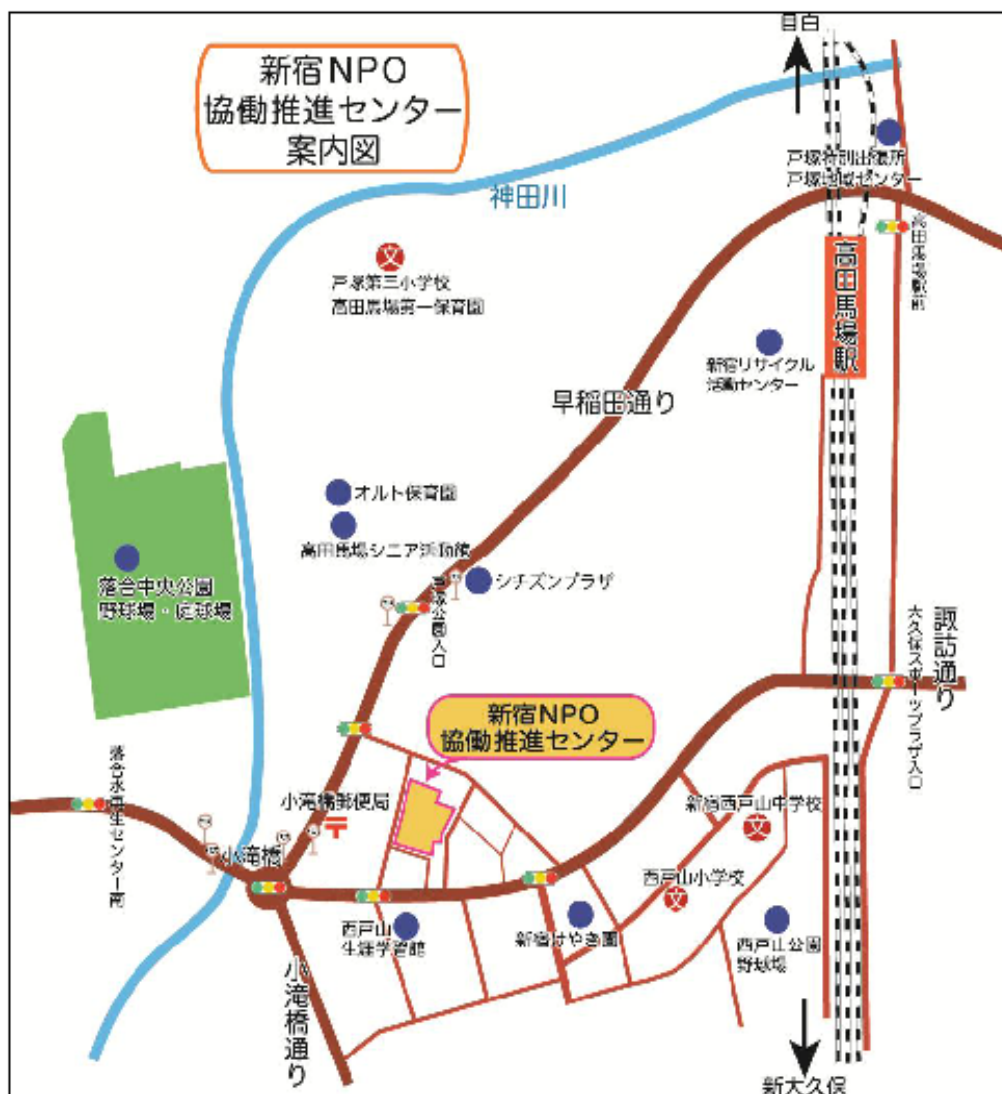 目白
新宿NPO
協働推進センター
案内図
神田川
戸塚特別出張所
戸塚地域センター
高田馬場駅前
高田馬場駅
文
戸塚第三小学校
高田馬場第一保育園
新宿リサイクル
活動センター
早稲田通り
オルト保育園
高田馬場シニア活動館
シチズンプラザ
戸塚公園入口
落合中央公園
野球場・庭球場
諏訪通り
大久保スポーツプラザ入口
新宿NPO
協働推進センター
落合水再生センター南
小滝橋郵便局
〒
小滝橋
新宿西戸山中学校
文
西戸山小学校
文
西戸山
生涯学習館
新宿けやき園
西戸山公園
野球場
小滝橋通り
新大久保